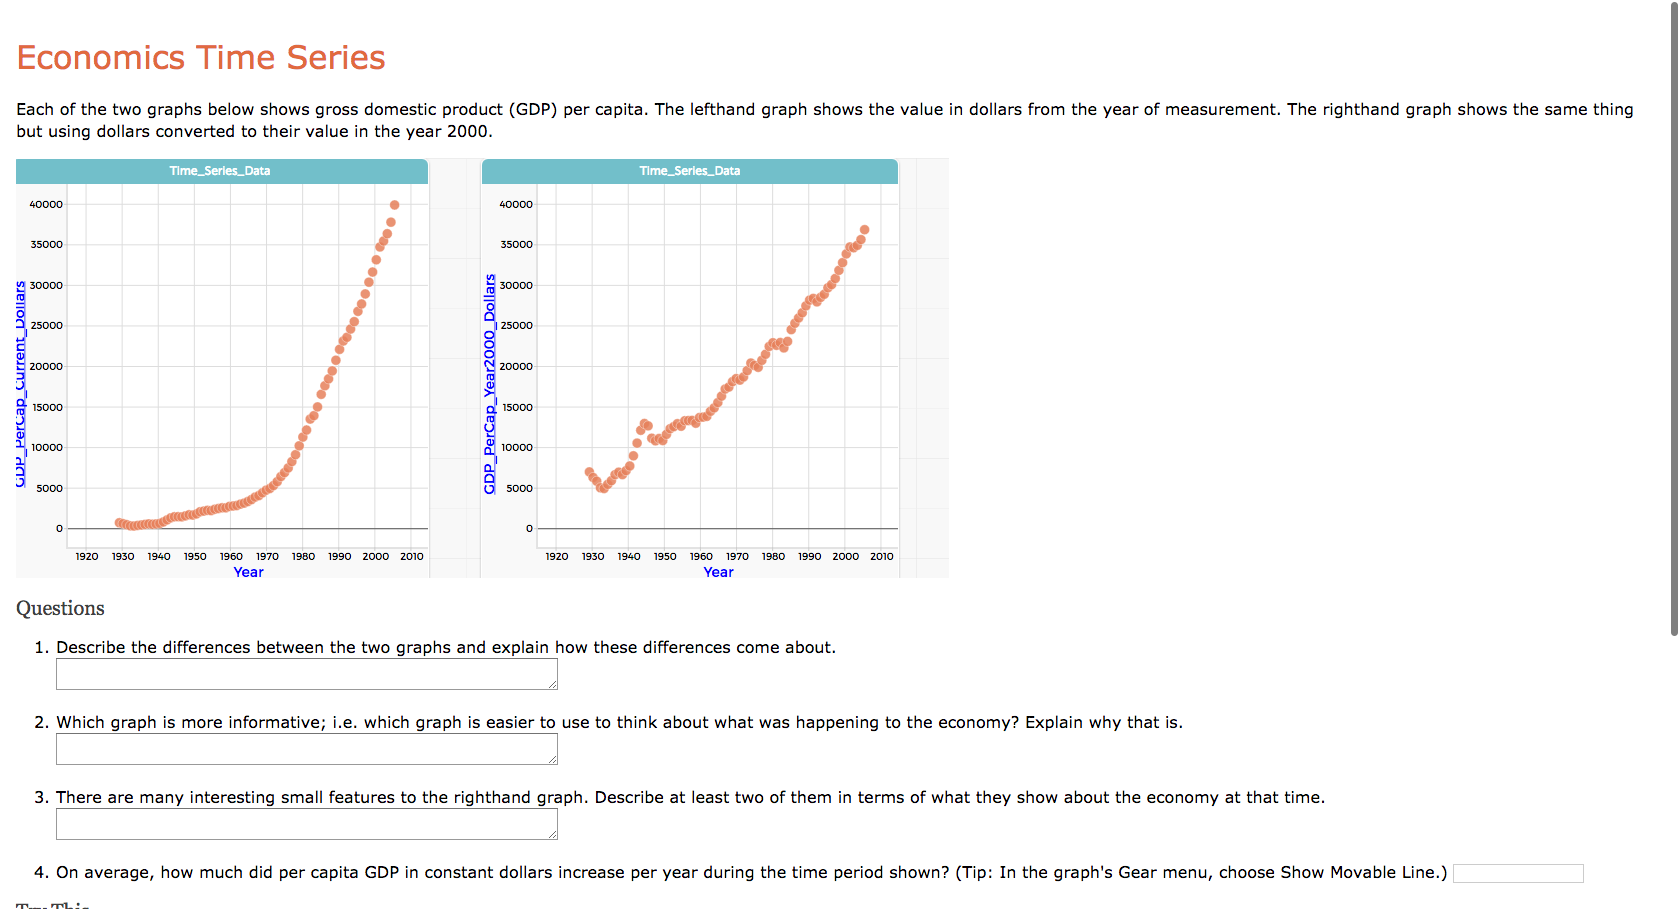 Economics Time Series
Each of the two graphs below shows gross domestic product (GDP) per capita. The lefthand graph shows the value in dollars from the year of measurement. The righthand graph shows the same thing
but using dollars converted to their value in the year 2000.
Time_Series_Data
40000
35000
30000
25000
20000
15000
10000
5000
0
GDP_PerCap_Current_Dollars
1920 1930 1940 1950 1960 1970 1980 1990 2000 2010
Year
Time_Series_Data
40000
35000
30000
25000
20000
15000
10000
5000
0
GDP_PerCap_Year2000_Dollars
1920 1930 1940 1950 1960 1970 1980 1990 2000 2010
Year
Questions
1. Describe the differences between the two graphs and explain how these differences come about.
2. Which graph is more informative; i.e. which graph is easier to use to think about what was happening to the economy? Explain why that is.
3. There are many interesting small features to the righthand graph. Describe at least two of them in terms of what they show about the economy at that time.
4. On average, how much did per capita GDP in constant dollars increase per year during the time period shown? (Tip: In the graph's Gear menu, choose Show Movable Line.)